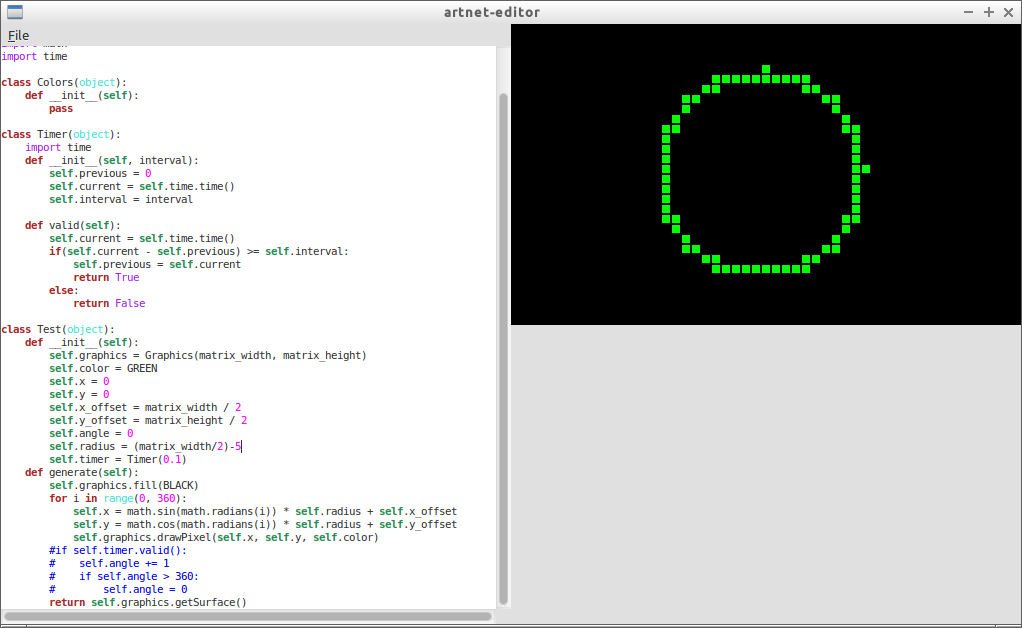 artnet-editor
File
import math
import time
class Colors(object):
    def __init__(self):
        pass
class Timer(object):
    import time
    def __init__(self, interval):
        self.previous = 0
        self.current = self.time.time()
        self.interval = interval
    def valid(self):
        self.current = self.time.time()
        if(self.current - self.previous) >= self.interval:
            self.previous = self.current
            return True
        else:
            return False
class Test(object):
    def __init__(self):
        self.graphics = Graphics(matrix_width, matrix_height)
        self.color = GREEN
        self.x = 0
        self.y = 0
        self.x_offset = matrix_width / 2
        self.y_offset = matrix_height / 2
        self.angle = 0
        self.radius = (matrix_width/2)-5
        self.timer = Timer(0.1)
    def generate(self):
        self.graphics.fill(BLACK)
        for i in range(0, 360):
            self.x = math.sin(math.radians(i)) * self.radius + self.x_offset
            self.y = math.cos(math.radians(i)) * self.radius + self.y_offset
            self.graphics.drawPixel(self.x, self.y, self.color)
        #if self.timer.valid():
        #    self.angle += 1
        #    if self.angle > 360:
        #        self.angle = 0
        return self.graphics.getSurface()